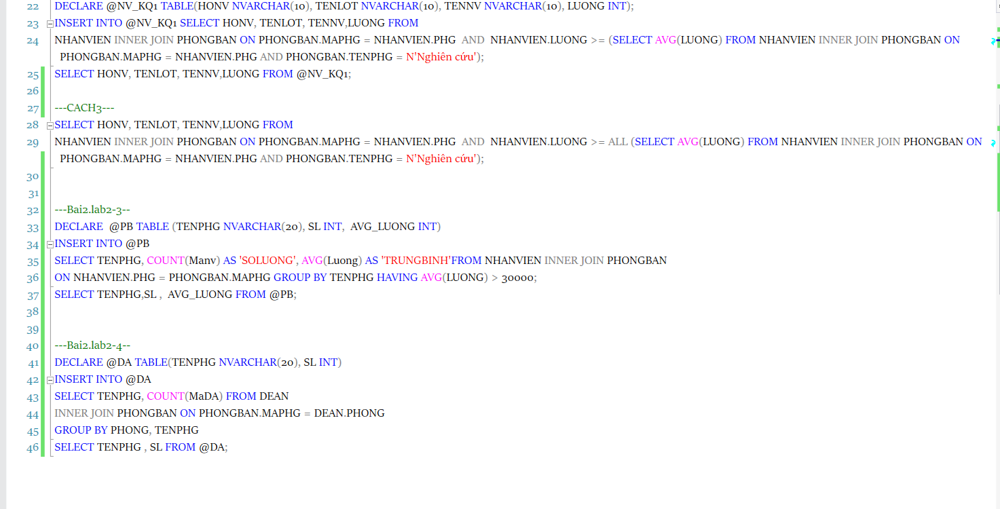 22 DECLARE @NV_KQ1 TABLE(HONV NVARCHAR(10), TENLOT NVARCHAR(10), TENNV NVARCHAR(10), LUONG INT);
23 INSERT INTO @NV_KQ1 SELECT HONV, TENLOT, TENNV,LUONG FROM
24 NHANVIEN INNER JOIN PHONGBAN ON PHONGBAN.MAPHG = NHANVIEN.PHG  AND  NHANVIEN.LUONG >= (SELECT AVG(LUONG) FROM NHANVIEN INNER JOIN PHONGBAN ON
PHONGBAN.MAPHG = NHANVIEN.PHG AND PHONGBAN.TENPHG = N'Nghiên cứu');
25 SELECT HONV, TENLOT, TENNV,LUONG FROM @NV_KQ1;
26
27 ---CACH3---
28 SELECT HONV, TENLOT, TENNV,LUONG FROM
29 NHANVIEN INNER JOIN PHONGBAN ON PHONGBAN.MAPHG = NHANVIEN.PHG  AND  NHANVIEN.LUONG >= ALL (SELECT AVG(LUONG) FROM NHANVIEN INNER JOIN PHONGBAN ON
PHONGBAN.MAPHG = NHANVIEN.PHG AND PHONGBAN.TENPHG = N'Nghiên cứu');
30
31
32 ---Bai2.lab2-3--
33 DECLARE  @PB TABLE (TENPHG NVARCHAR(20), SL INT,  AVG_LUONG INT)
34 INSERT INTO @PB
35 SELECT TENPHG, COUNT(Manv) AS 'SOLUONG', AVG(Luong) AS 'TRUNGBINH'FROM NHANVIEN INNER JOIN PHONGBAN
36 ON NHANVIEN.PHG = PHONGBAN.MAPHG GROUP BY TENPHG HAVING AVG(LUONG) > 30000;
37 SELECT TENPHG,SL ,  AVG_LUONG FROM @PB;
38
39
40 ---Bai2.lab2-4--
41 DECLARE @DA TABLE(TENPHG NVARCHAR(20), SL INT)
42 INSERT INTO @DA
43 SELECT TENPHG, COUNT(MaDA) FROM DEAN
44 INNER JOIN PHONGBAN ON PHONGBAN.MAPHG = DEAN.PHONG
45 GROUP BY PHONG, TENPHG
46 SELECT TENPHG , SL FROM @DA;